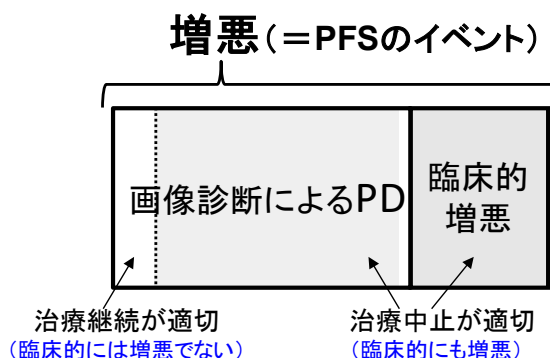 増悪(＝PFSのイベント)
画像診断によるPD
臨床的
増悪
治療継続が適切
(臨床的には増悪でない)
治療中止が適切
(臨床的にも増悪)